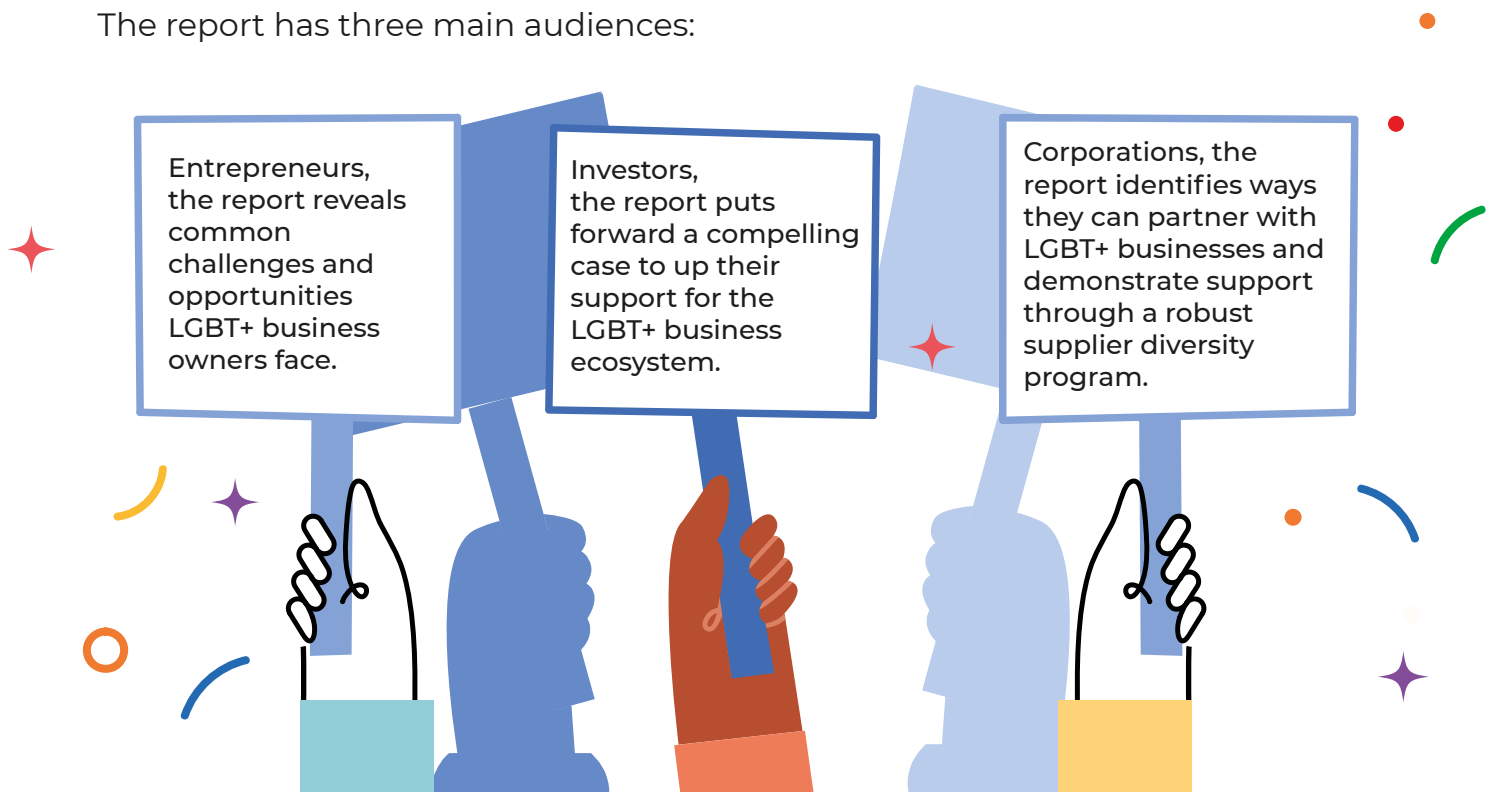 The report has three main audiences:
Entrepreneurs,
the report reveals
common
challenges and
opportunities
LGBT+ business
owners face.
Investors,
the report puts
forward a compelling
case to up their
support for the
LGBT+ business
ecosystem.
Corporations, the
report identifies ways
they can partner with
LGBT+ businesses and
demonstrate support
through a robust
supplier diversity
program.